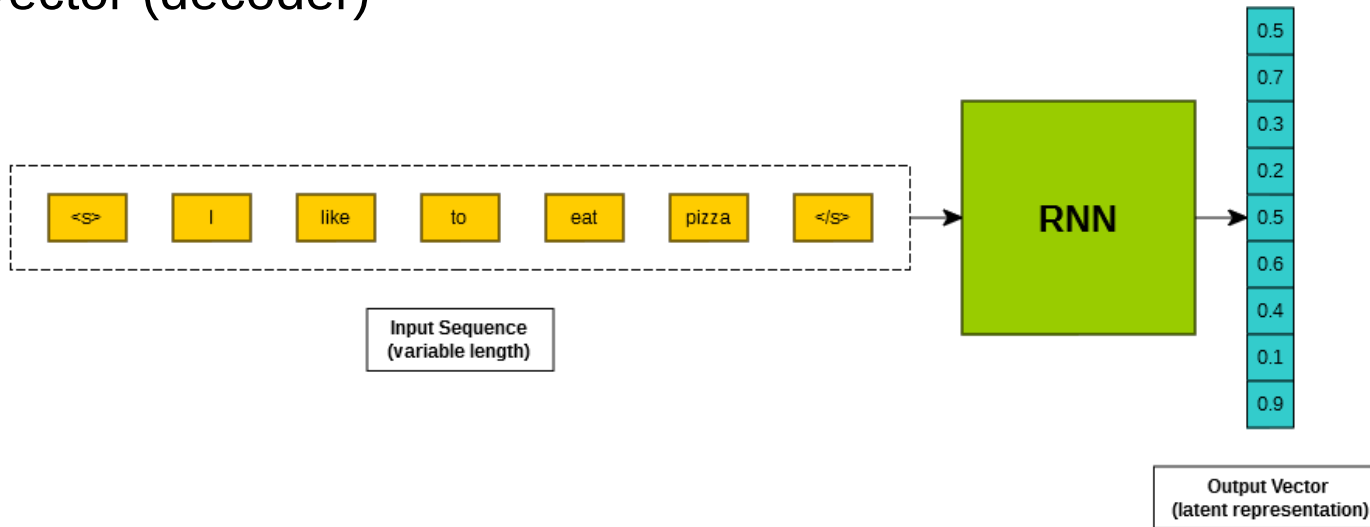 (decoder)
0.5
0.7
0.3
0.2
<s> I like to eat pizza </s>
RNN
0.5
0.6
0.4
0.1
0.9
Input Sequence
(variable length)
Output Vector
(latent representation)